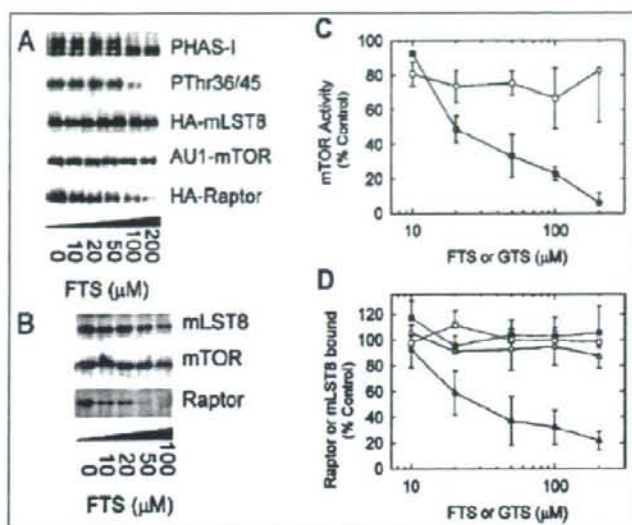 A
PHAS-I
PThr36/45
HA-mLST8
AU1-mTOR
HA-Raptor
0 10 20 50 100 200
FTS (μM)
B
mLST8
mTOR
Raptor
0 10 20 50 100
FTS (μM)
C
mTOR Activity
(% Control)
100
80
60
40
20
0
10 100
FTS or GTS (μM)
D
Raptor or mLST8 bound
(% Control)
120
100
80
60
40
20
0
10 100
FTS or GTS (μM)